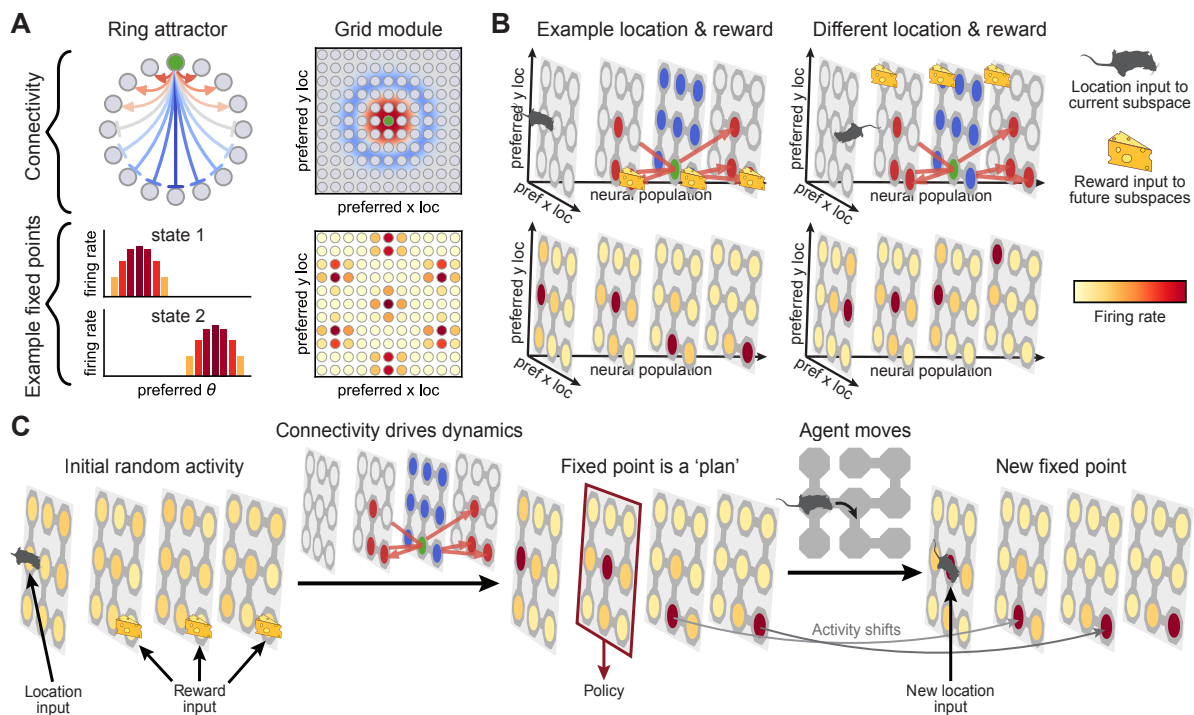 A
Ring attractor
Grid module
Connectivity
preferred y loc
preferred x loc
Example fixed points
firing rate
state 1
firing rate
state 2
preferred θ
preferred y loc
preferred x loc
B
Example location & reward
Different location & reward
preferred y loc
pref x loc
neural population
preferred y loc
pref x loc
neural population
Location input to
current subspace
Reward input to
future subspaces
preferred y loc
pref x loc
neural population
preferred y loc
pref x loc
neural population
Firing rate
C
Initial random activity
Connectivity drives dynamics
Fixed point is a ‘plan’
Agent moves
New fixed point
Activity shifts
Location
input
Reward
inputs
Policy
New location
input